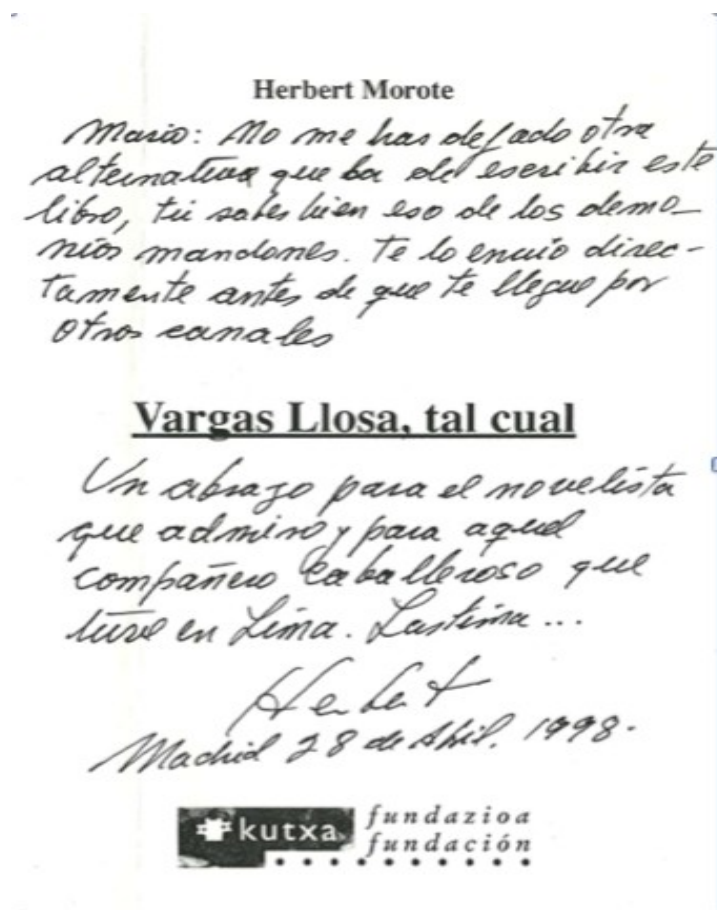 Herbert Morote
Mario: No me has dejado otra
alternativa que la de escribir este
libro, tú sabes bien eso de los demo-
nios mandones. Te lo envío direc-
tamente antes de que te llegue por
otros canales
Vargas Llosa, tal cual
Un abrazo para el novelista
que admiro y para aquel
compañero caballeroso que
tuve en Lima. Lástima...
Herbert
Madrid 28 de Abril. 1998.
kutxa fundazioa
fundación